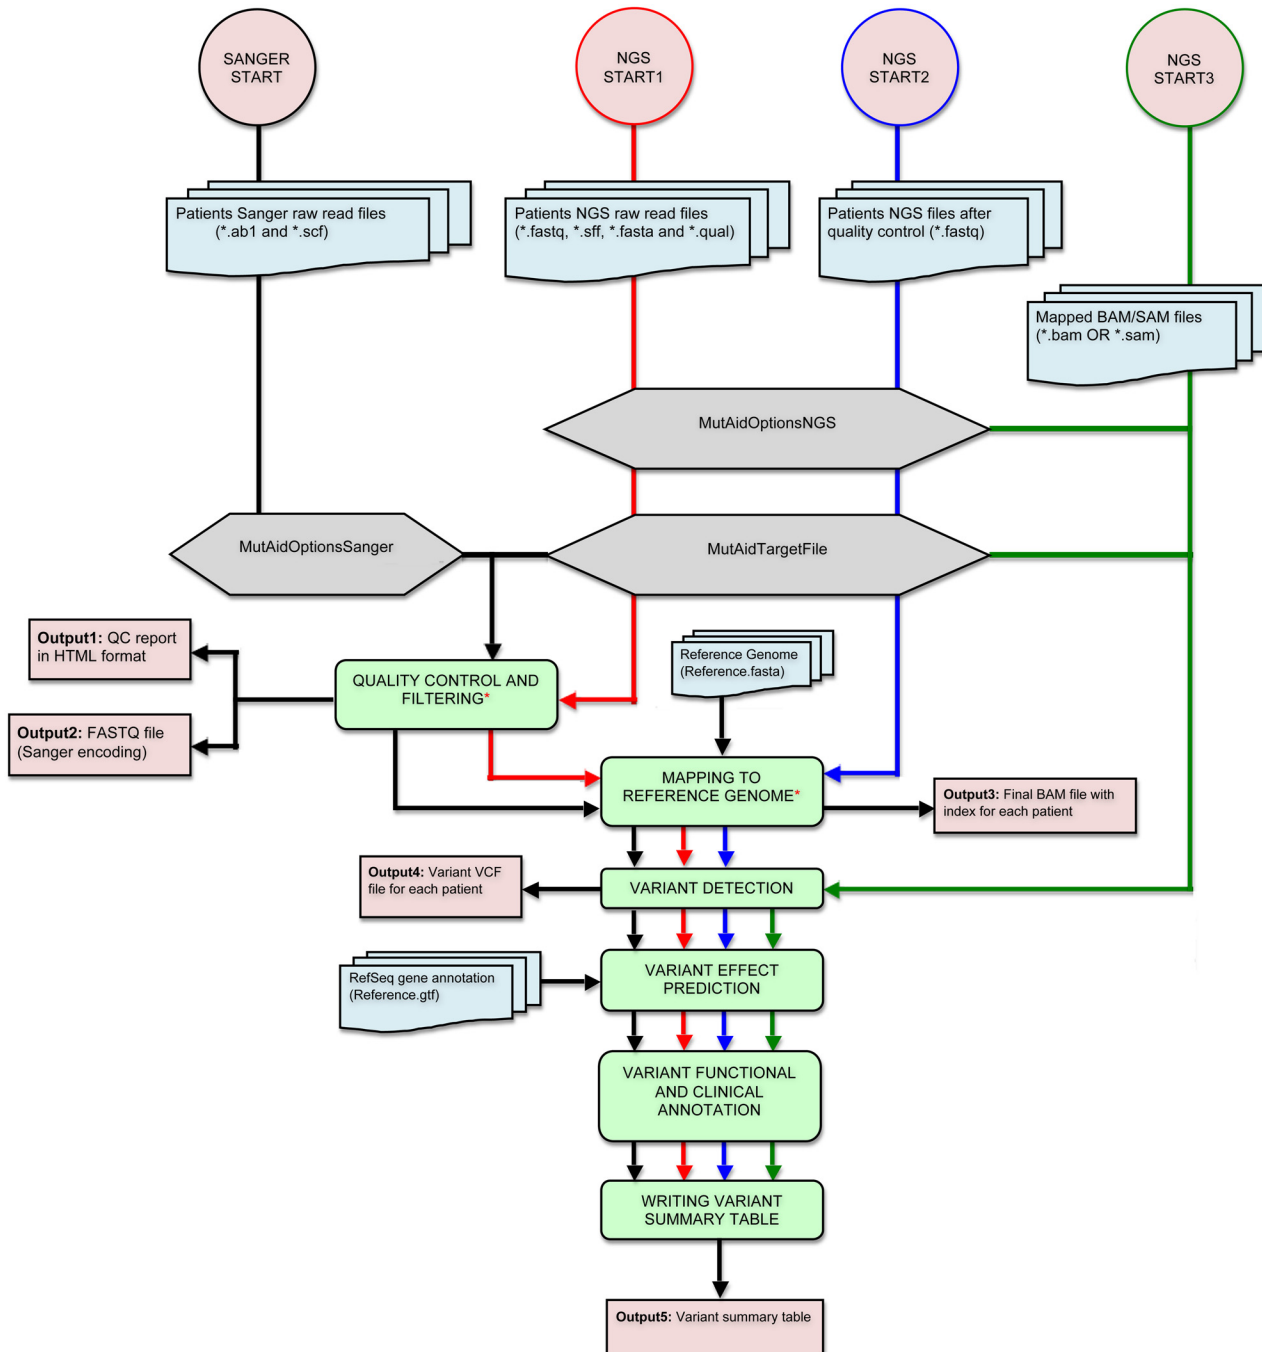 SANGER
START
NGS
START1
NGS
START2
NGS
START3
Patients Sanger raw read files
(*.ab1 and *.scf)
Patients NGS raw read files
(*.fastq, *.sff, *.fasta and *.qual)
Patients NGS files after
quality control (*.fastq)
Mapped BAM/SAM files
(*.bam OR *.sam)
MutAidOptionsNGS
MutAidOptionsSanger
MutAidTargetFile
Output1: QC report
in HTML format
QUALITY CONTROL AND
FILTERING*
Reference Genome
(Reference.fasta)
Output2: FASTQ file
(Sanger encoding)
MAPPING TO
REFERENCE GENOME*
Output3: Final BAM file with
index for each patient
Output4: Variant VCF
file for each patient
VARIANT DETECTION
RefSeq gene annotation
(Reference.gtf)
VARIANT EFFECT
PREDICTION
VARIANT FUNCTIONAL
AND CLINICAL
ANNOTATION
WRITING VARIANT
SUMMARY TABLE
Output5: Variant summary table